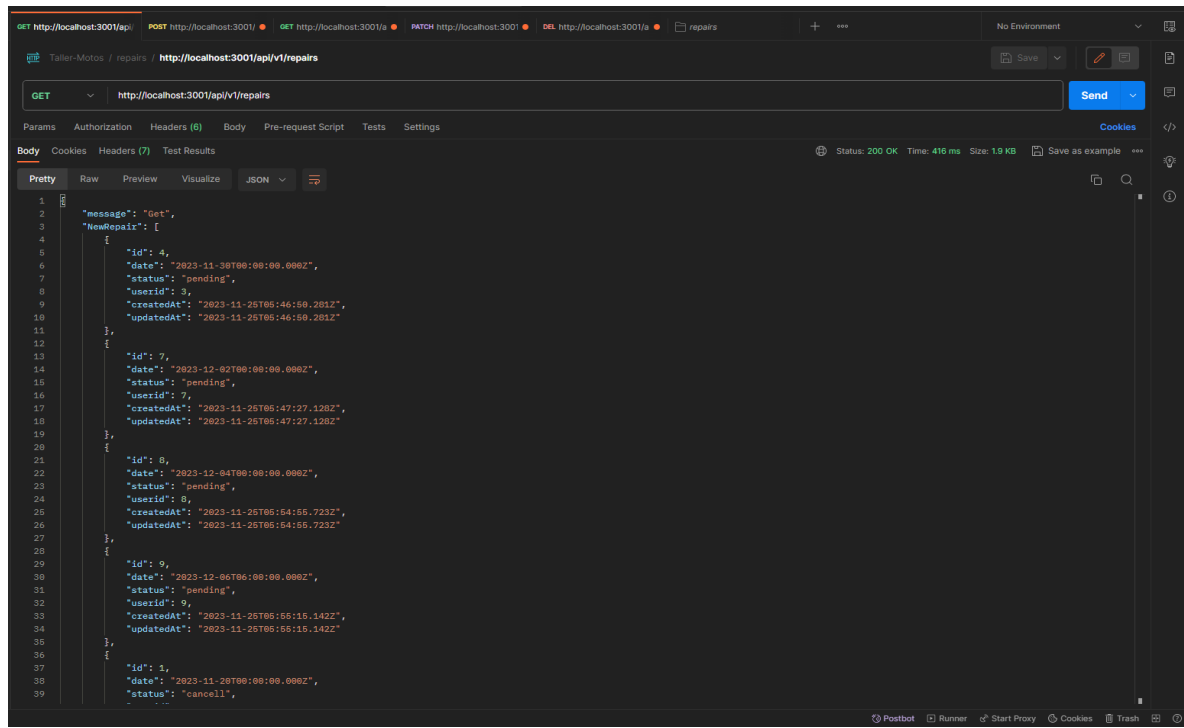 GET http://localhost:3001/api/ POST http://localhost:3001/ GET http://localhost:3001/a PATCH http://localhost:3001 DEL http://localhost:3001/a repairs No Environment
HTTP Taller-Motos / repairs / http://localhost:3001/api/v1/repairs Save
GET http://localhost:3001/api/v1/repairs Send
Params Authorization Headers (6) Body Pre-request Script Tests Settings Cookies
Body Cookies Headers (7) Test Results Status: 200 OK Time: 416 ms Size: 1.9 KB Save as example
Pretty Raw Preview Visualize JSON
1 {
2 "message": "Get",
3 "NewRepair": [
4 {
5 "id": 4,
6 "date": "2023-11-30T00:00:00.000Z",
7 "status": "pending",
8 "userid": 3,
9 "createdAt": "2023-11-25T05:46:50.281Z",
10 "updatedAt": "2023-11-25T05:46:50.281Z"
11 },
12 {
13 "id": 7,
14 "date": "2023-12-02T00:00:00.000Z",
15 "status": "pending",
16 "userid": 7,
17 "createdAt": "2023-11-25T05:47:27.128Z",
18 "updatedAt": "2023-11-25T05:47:27.128Z"
19 },
20 {
21 "id": 8,
22 "date": "2023-12-04T00:00:00.000Z",
23 "status": "pending",
24 "userid": 8,
25 "createdAt": "2023-11-25T05:54:55.723Z",
26 "updatedAt": "2023-11-25T05:54:55.723Z"
27 },
28 {
29 "id": 9,
30 "date": "2023-12-06T06:00:00.000Z",
31 "status": "pending",
32 "userid": 9,
33 "createdAt": "2023-11-25T05:55:15.142Z",
34 "updatedAt": "2023-11-25T05:55:15.142Z"
35 },
36 {
37 "id": 1,
38 "date": "2023-11-20T00:00:00.000Z",
39 "status": "cancell",
Postbot Runner Start Proxy Cookies Trash